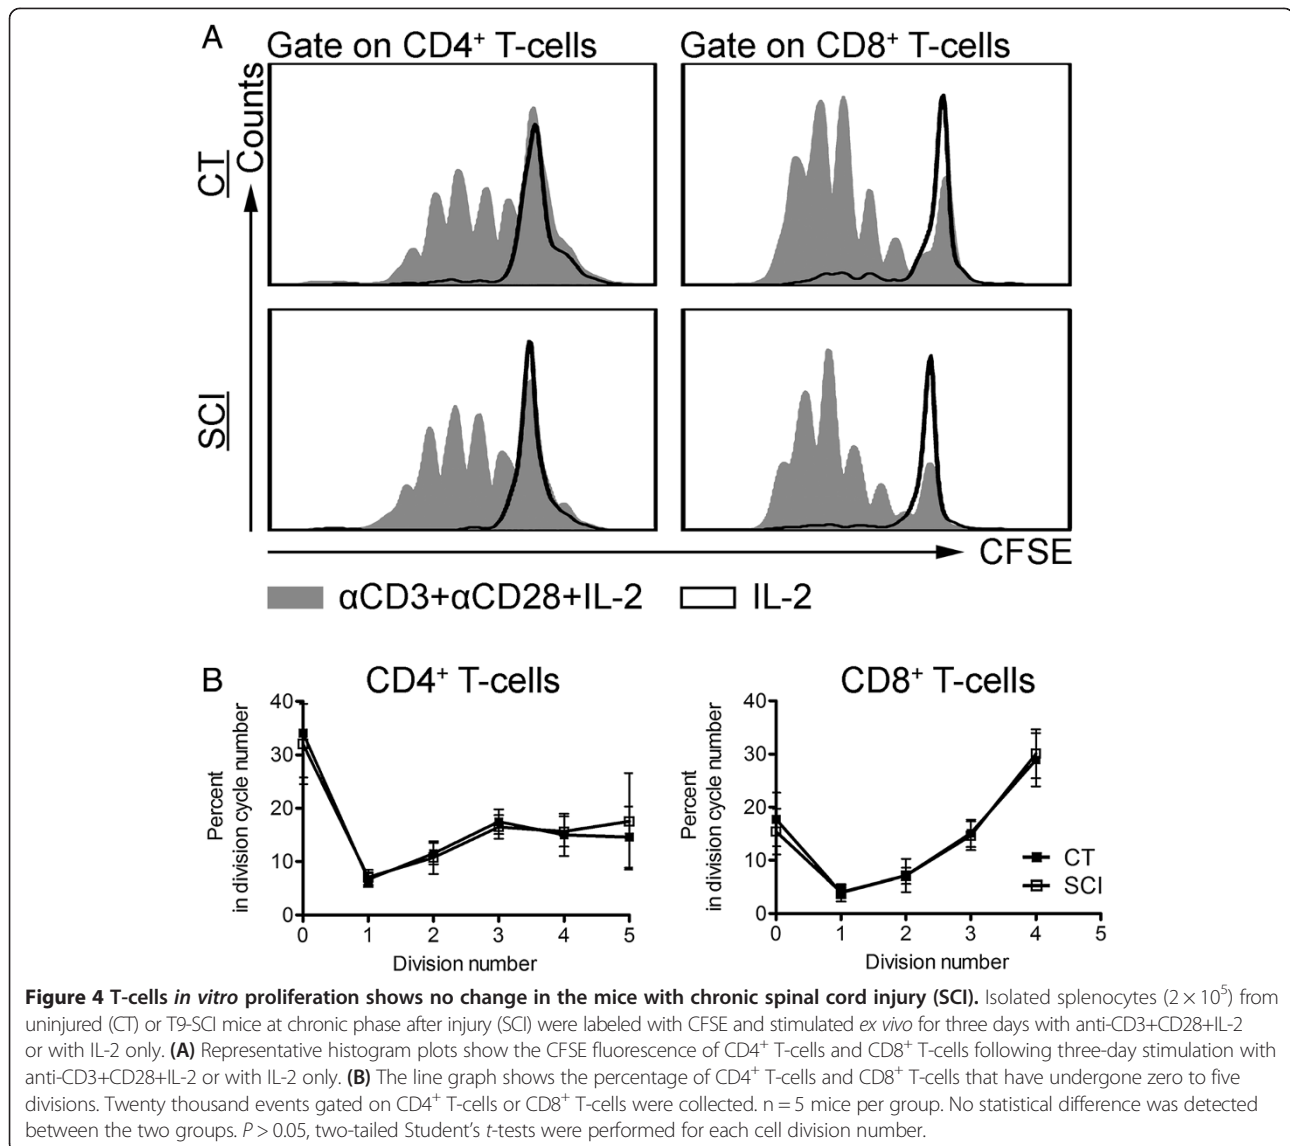 A
Gate on CD4⁺ T-cells
Gate on CD8⁺ T-cells
Counts
CT
SCI
CFSE
αCD3+αCD28+IL-2
IL-2
B
CD4⁺ T-cells
Percent
in division cycle number
40
30
20
10
0
0 1 2 3 4 5
Division number
CD8⁺ T-cells
Percent
in division cycle number
40
30
20
10
0
0 1 2 3 4 5
Division number
CT
SCI
Figure 4 T-cells in vitro proliferation shows no change in the mice with chronic spinal cord injury (SCI). Isolated splenocytes (2 × 10⁵) from
uninjured (CT) or T9-SCI mice at chronic phase after injury (SCI) were labeled with CFSE and stimulated ex vivo for three days with anti-CD3+CD28+IL-2
or with IL-2 only. (A) Representative histogram plots show the CFSE fluorescence of CD4⁺ T-cells and CD8⁺ T-cells following three-day stimulation with
anti-CD3+CD28+IL-2 or with IL-2 only. (B) The line graph shows the percentage of CD4⁺ T-cells and CD8⁺ T-cells that have undergone zero to five
divisions. Twenty thousand events gated on CD4⁺ T-cells or CD8⁺ T-cells were collected. n = 5 mice per group. No statistical difference was detected
between the two groups. P > 0.05, two-tailed Student's t-tests were performed for each cell division number.